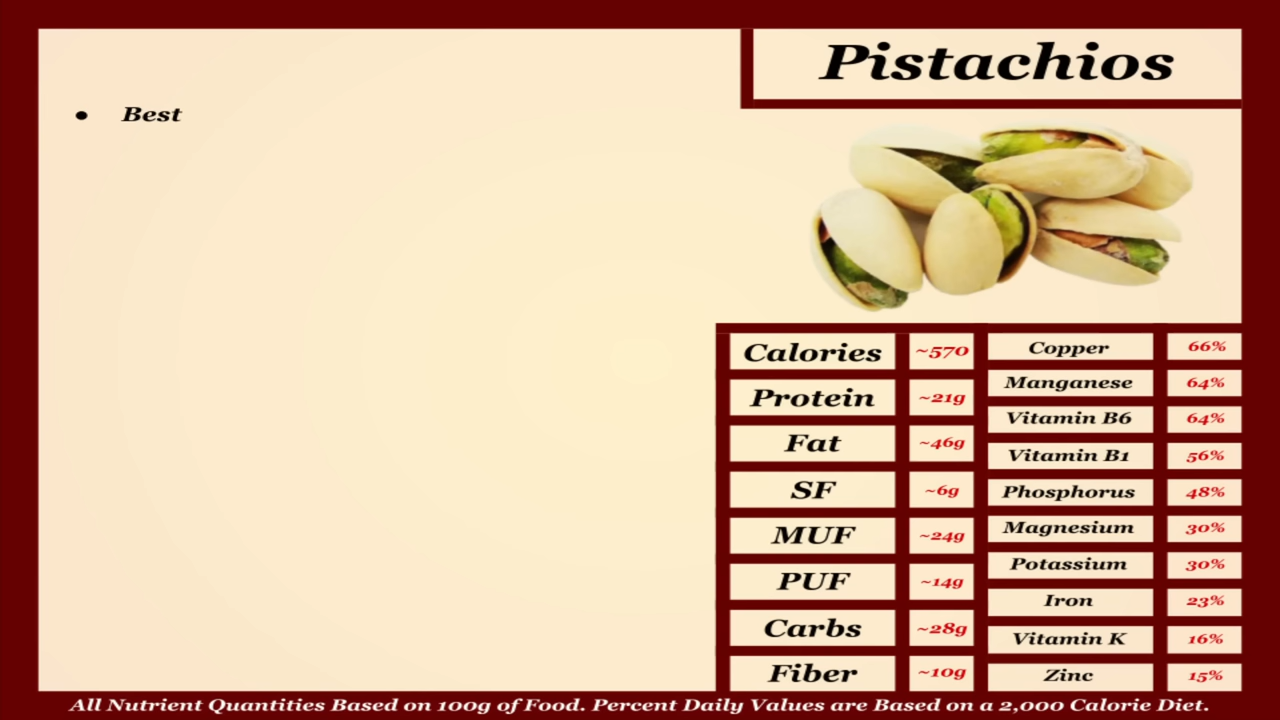 Pistachios
• Best
Calories ~570
Protein ~21g
Fat ~46g
SF ~6g
MUF ~24g
PUF ~14g
Carbs ~28g
Fiber ~10g
Copper 66%
Manganese 64%
Vitamin B6 64%
Vitamin B1 56%
Phosphorus 48%
Magnesium 30%
Potassium 30%
Iron 23%
Vitamin K 16%
Zinc 15%
All Nutrient Quantities Based on 100g of Food. Percent Daily Values are Based on a 2,000 Calorie Diet.